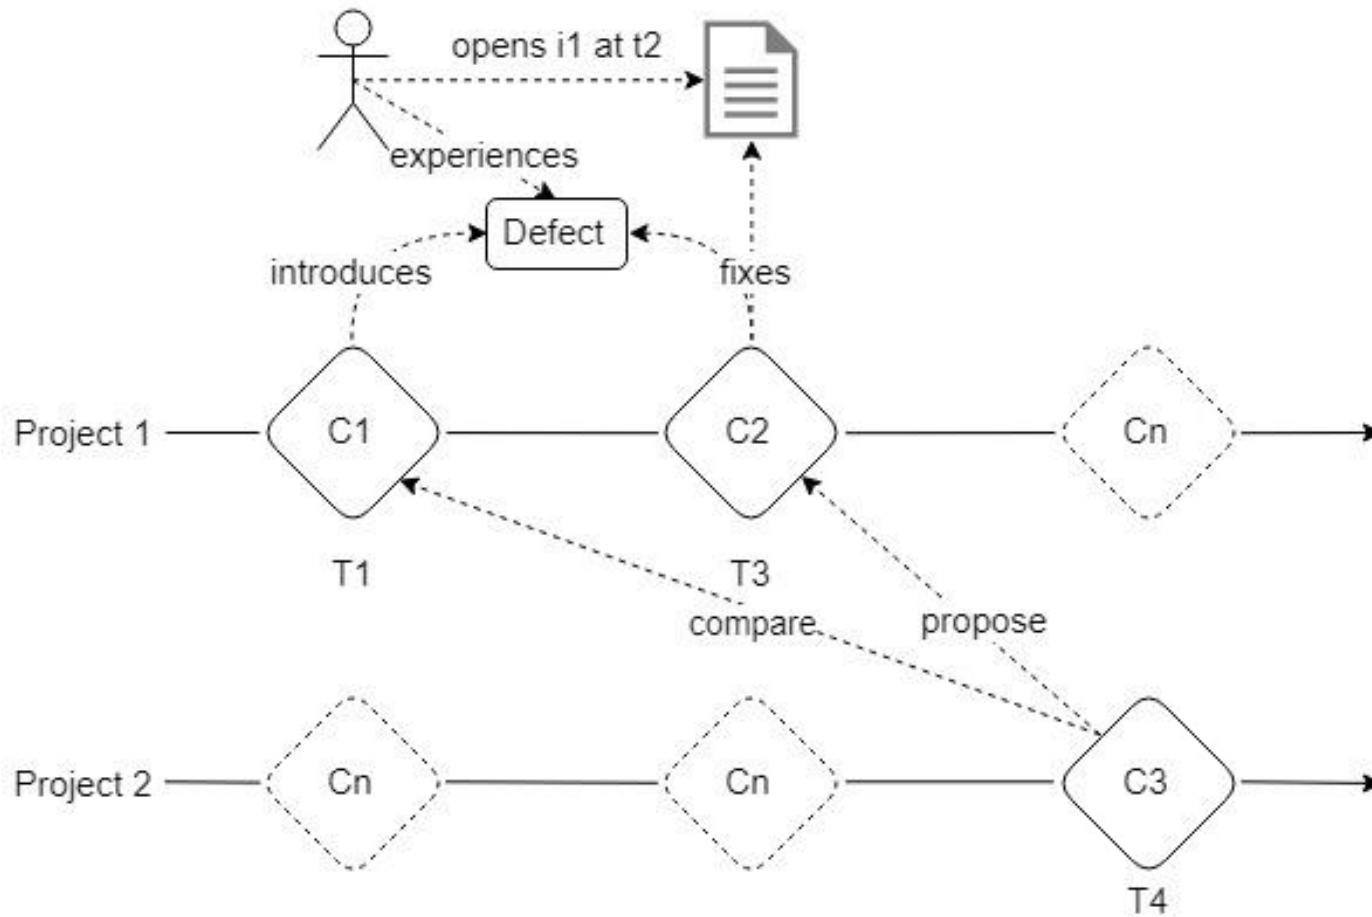 opens i1 at t2
experiences
Defect
introduces
fixes
Project 1
C1
C2
Cn
T1
T3
compare
propose
Project 2
Cn
Cn
C3
T4